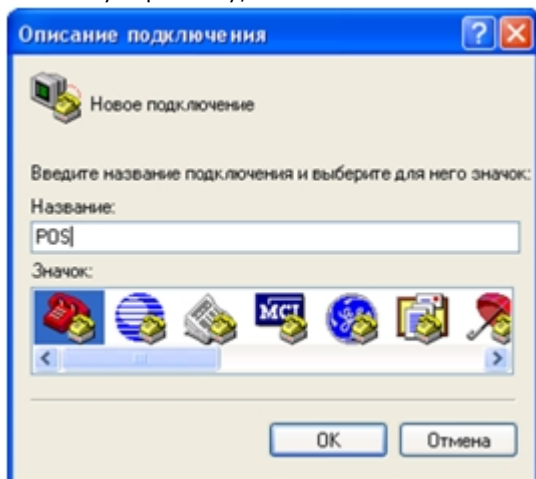 Описание подключения
Новое подключение
Введите название подключения и выберите для него значок:
Название:
POS
Значок:
MCI
OK
Отмена